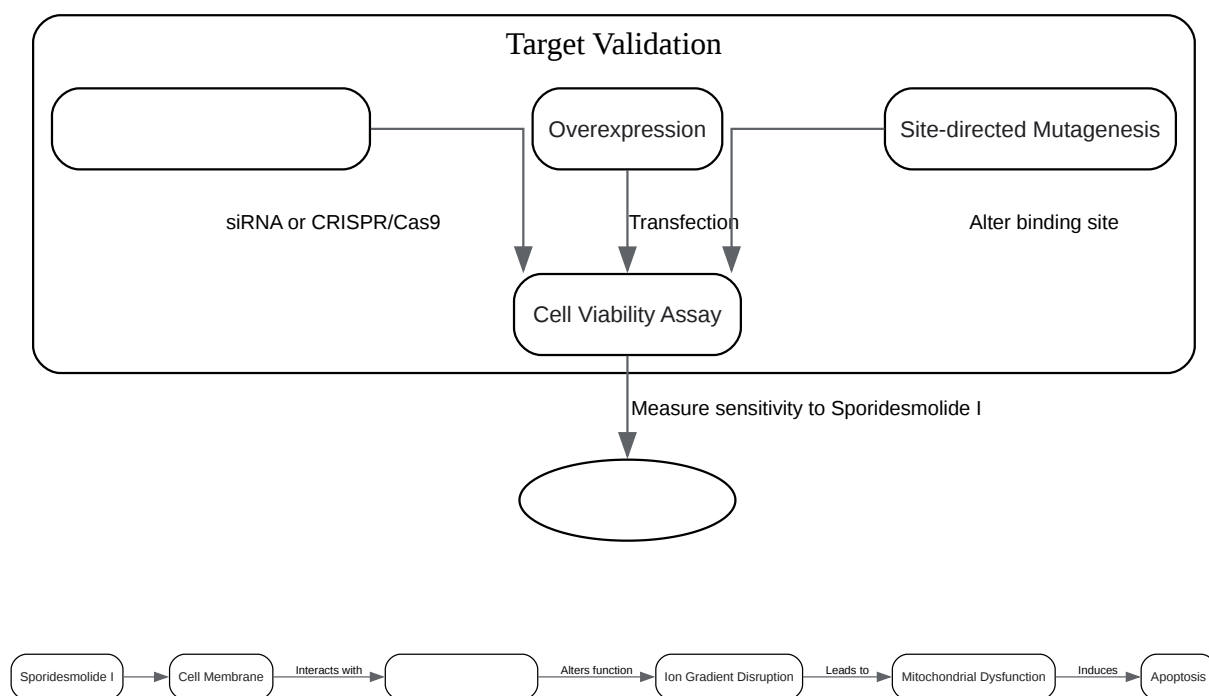 Target Validation
Overexpression
Site-directed Mutagenesis
siRNA or CRISPR/Cas9
Transfection
Alter binding site
Cell Viability Assay
Measure sensitivity to Sporidesmolide I
Sporidesmolide I
Cell Membrane
Interacts with
Alters function
Ion Gradient Disruption
Leads to
Mitochondrial Dysfunction
Induces
Apoptosis